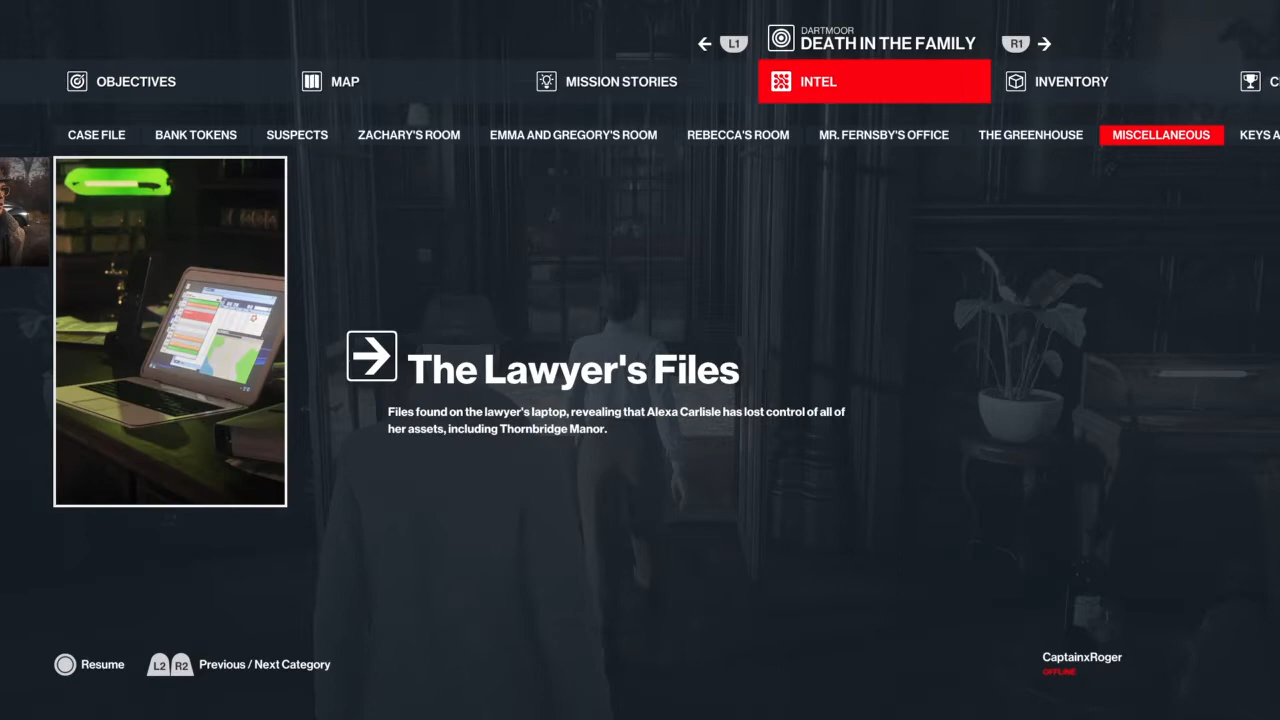 DARTMOOR
L1 DEATH IN THE FAMILY R1
OBJECTIVES MAP MISSION STORIES INTEL INVENTORY C
CASE FILE BANK TOKENS SUSPECTS ZACHARY'S ROOM EMMA AND GREGORY'S ROOM REBECCA'S ROOM MR. FERNSBY'S OFFICE THE GREENHOUSE MISCELLANEOUS KEYS A
The Lawyer's Files
Files found on the lawyer's laptop, revealing that Alexa Carlisle has lost control of all of
her assets, including Thornbridge Manor.
Resume L2 R2 Previous / Next Category
CaptainxRoger
OFFLINE